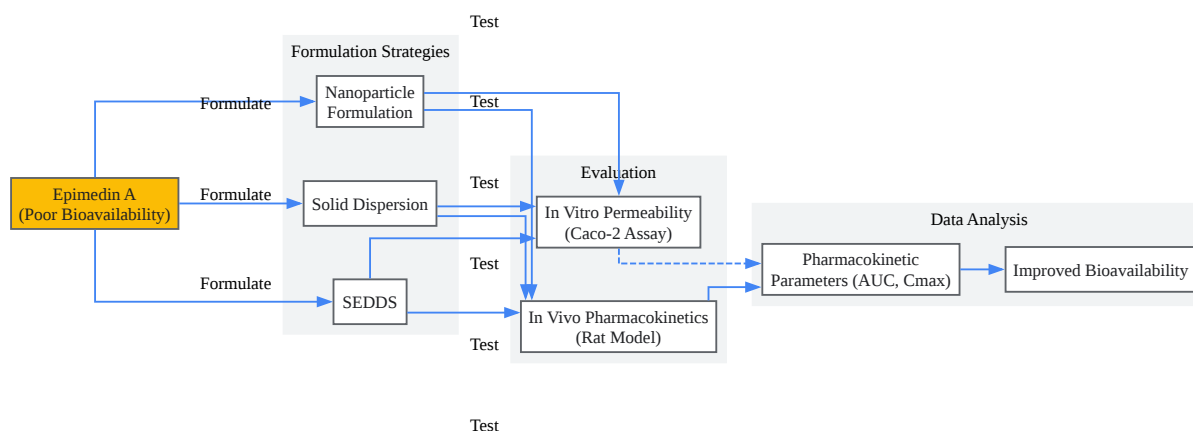 Test
Formulation Strategies
Nanoparticle
Formulation
Formulate
Test
Evaluation
Epimedin A
(Poor Bioavailability)
Formulate
Solid Dispersion
Test
In Vitro Permeability
(Caco-2 Assay)
Data Analysis
Pharmacokinetic
Parameters (AUC, Cmax)
Improved Bioavailability
Formulate
SEDDS
Test
In Vivo Pharmacokinetics
(Rat Model)
Test
Test